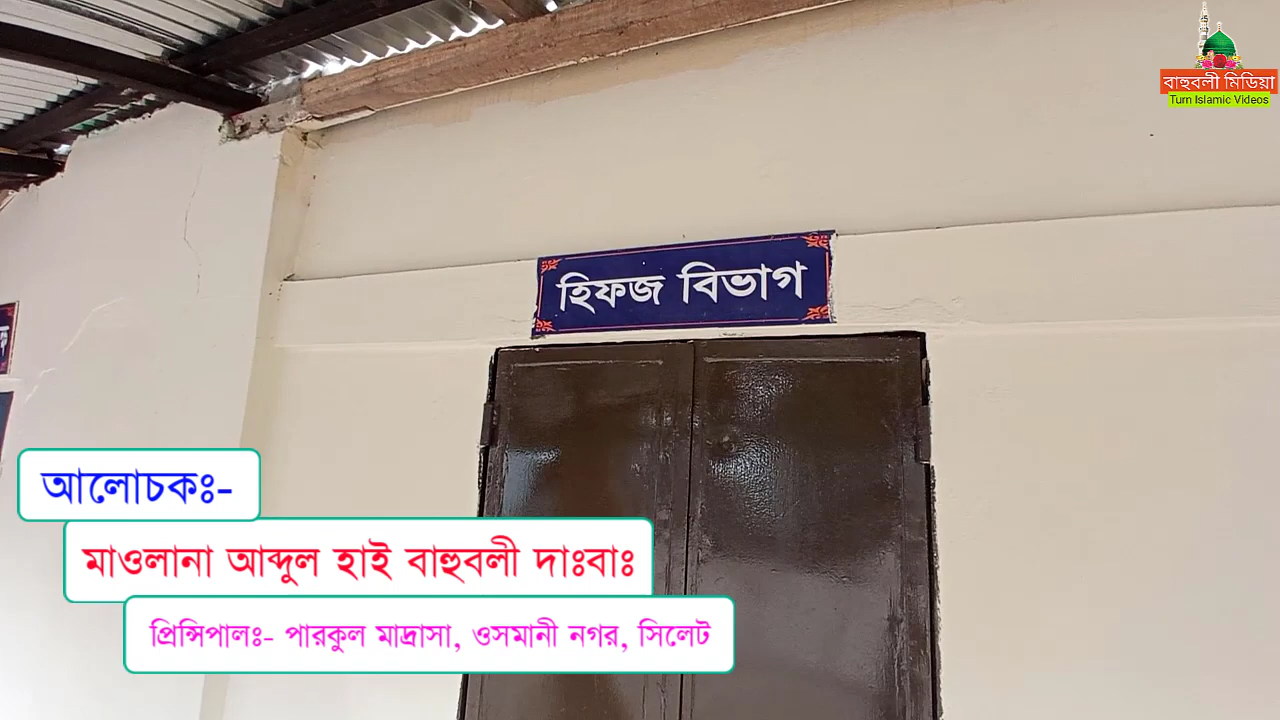 বাহুবলী মিডিয়া
Turn Islamic Videos
হিফজ বিভাগ
আলোচকঃ-
মাওলানা আব্দুল হাই বাহুবলী দাঃবাঃ
প্রিন্সিপালঃ- পারকুল মাদ্রাসা, ওসমানী নগর, সিলেট